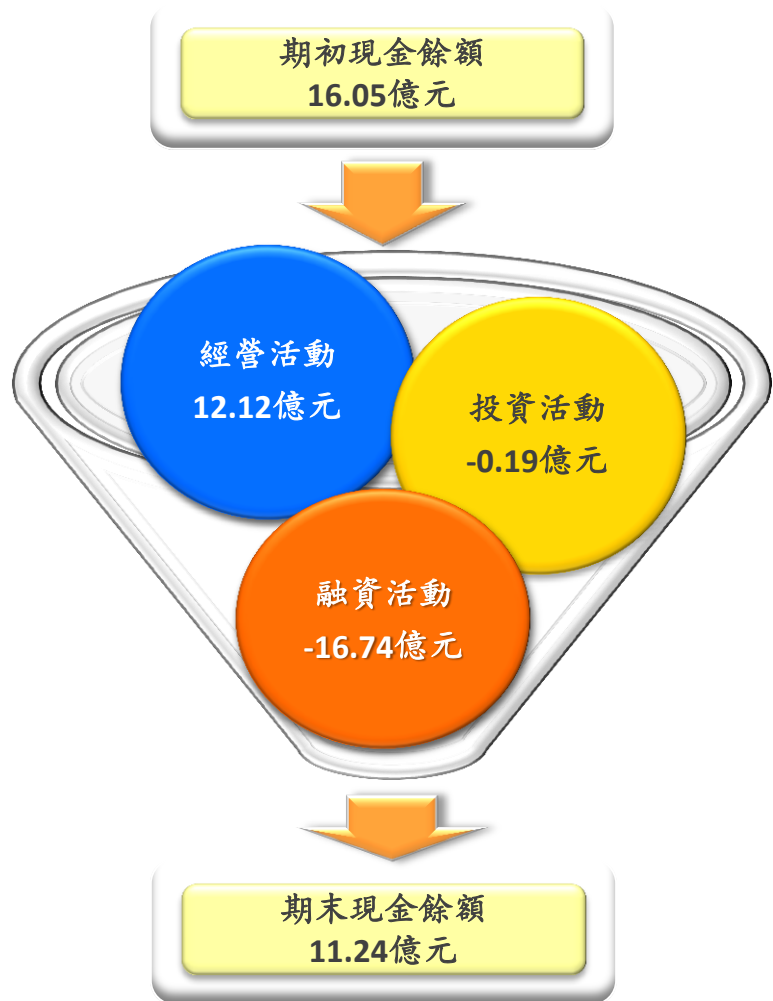 期初現金餘額
16.05億元
經營活動
12.12億元
投資活動
-0.19億元
融資活動
-16.74億元
期末現金餘額
11.24億元